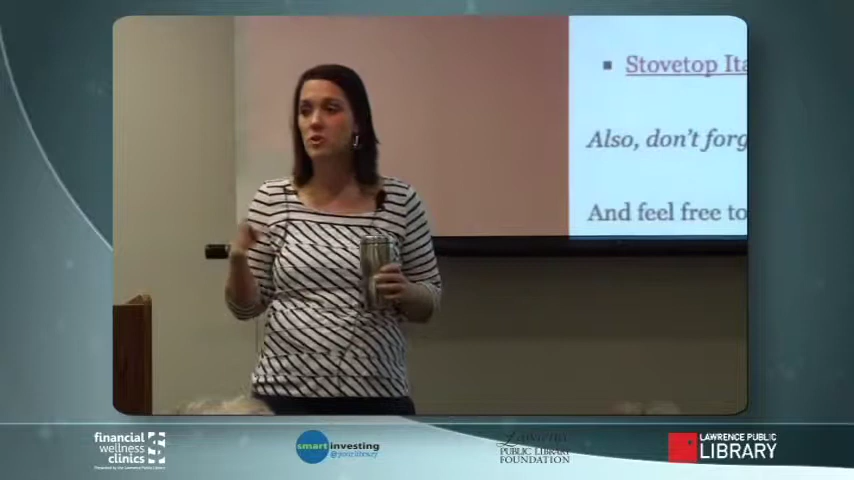 Stovetop Ita
Also, don't forg
And feel free to
financial
wellness
clinics
smart investing
@your library
PUBLIC LIBRARY
FOUNDATION
LAWRENCE PUBLIC
LIBRARY